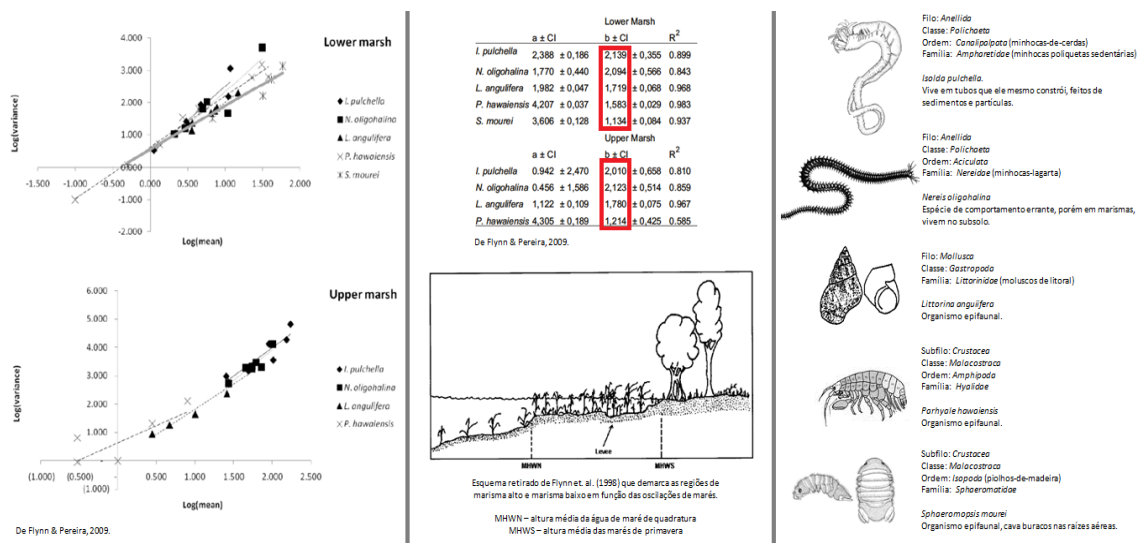 Lower marsh
4.000
3.000
2.000
1.000
0.000
-1.000
-2.000
-1.500 -1.000 -0.500 0.000 0.500 1.000 1.500 2.000
Log(variance)
Log(mean)
I. pulchella
N. oligohalina
L. angulifera
P. hawaiensis
S. mourei
Upper marsh
6.000
5.000
4.000
3.000
2.000
1.000
(1.000)
(1.000) (0.500) 0.000 0.500 1.000 1.500 2.000 2.500
Log(variance)
Log(mean)
I. pulchella
N. oligohalina
L. angulifera
P. hawaiensis
De Flynn & Pereira, 2009.
Lower Marsh
a ± CI b ± CI R²
I. pulchella 2,388 ± 0,186 2,139 ± 0,355 0.899
N. oligohalina 1,770 ± 0,440 2,094 ± 0,566 0.843
L. angulifera 1,982 ± 0,047 1,719 ± 0,068 0.968
P. hawaiensis 4,207 ± 0,037 1,583 ± 0,029 0.983
S. mourei 3,606 ± 0,128 1,134 ± 0,084 0.937
Upper Marsh
a ± CI b ± CI R²
I. pulchella 0.942 ± 2,470 2,010 ± 0,658 0.810
N. oligohalina 0.456 ± 1,586 2,123 ± 0,514 0.859
L. angulifera 1,122 ± 0,109 1,780 ± 0,075 0.967
P. hawaiensis 4,305 ± 0,189 1,214 ± 0,425 0.585
De Flynn & Pereira, 2009.
Levee
MHWN MHWS
Esquema retirado de Flynn et. al. (1998) que demarca as regiões de
marisma alto e marisma baixo em função das oscilações de marés.
MHWN – altura média da água de maré de quadratura
MHWS – altura média das marés de primavera
Filo: Anellida
Classe: Polichaeta
Ordem: Canalipalpata (minhocas-de-cerdas)
Família: Ampharetidae (minhocas poliquetas sedentárias)
Isolda pulchella.
Vive em tubos que ele mesmo constrói, feitos de
sedimentos e partículas.
Filo: Anellida
Classe: Polichaeta
Ordem: Aciculata
Família: Nereidae (minhocas-lagarta)
Nereis oligohalina
Espécie de comportamento errante, porém em marismas,
vivem no subsolo.
Filo: Mollusca
Classe: Gastropoda
Família: Littorinidae (moluscos de litoral)
Littorina anguifera
Organismo epifaunal.
Subfilo: Crustacea
Classe: Malacostraca
Ordem: Amphipoda
Família: Hyalidae
Parhyale hawaiensis
Organismo epifaunal.
Subfilo: Crustacea
Classe: Malacostraca
Ordem: Isopoda (piolhos-de-madeira)
Família: Sphaeromatidae
Sphaeromopsis mourei
Organismo epifaunal, cava buracos nas raízes aéreas.